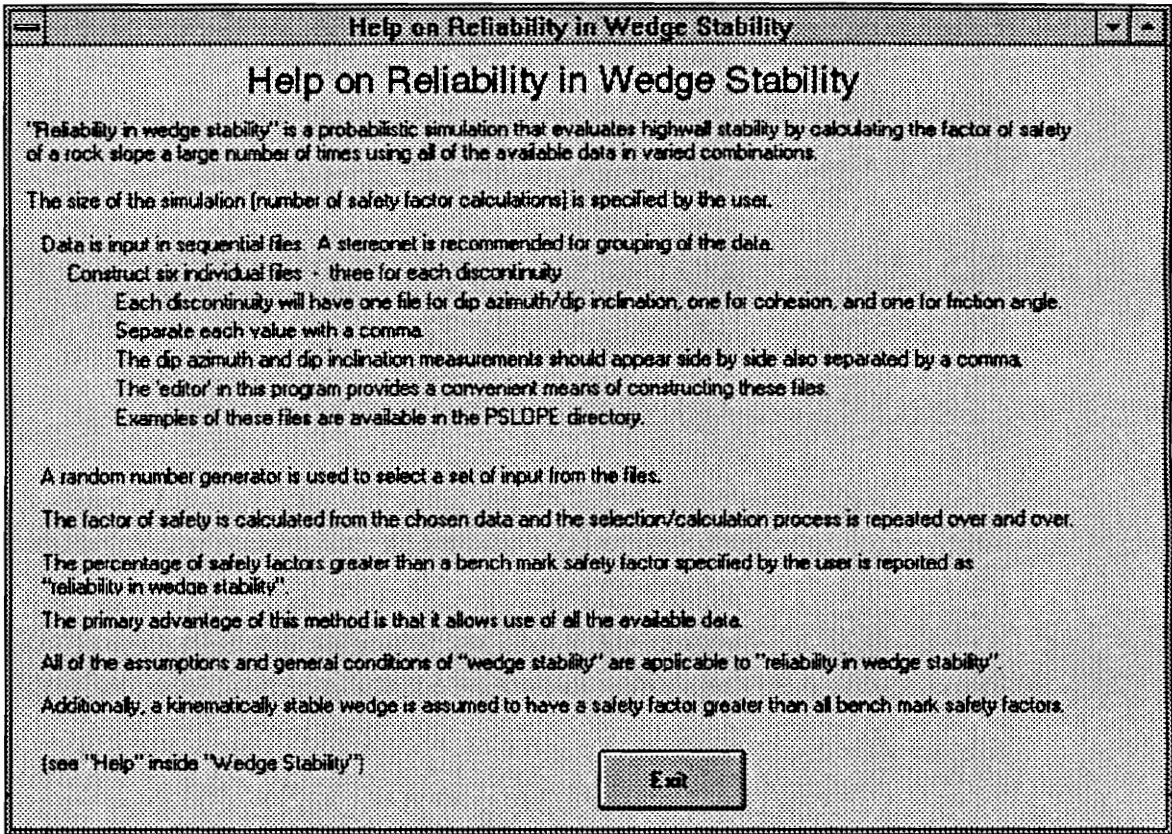 Help on Reliability in Wedge Stability
Help on Reliability in Wedge Stability
"Reliability in wedge stability" is a probabilistic simulation that evaluates highwall stability by calculating the factor of safety
of a rock slope a large number of times using all of the available data in varied combinations.
The size of the simulation (number of safety factor calculations) is specified by the user.
Data is input in sequential files. A stereonet is recommended for grouping of the data.
Construct six individual files - three for each discontinuity
Each discontinuity will have one file for dip azimuth/dip inclination, one for cohesion, and one for friction angle.
Separate each value with a comma
The dip azimuth and dip inclination measurements should appear side by side also separated by a comma
The 'editor' in this program provides a convenient means of constructing these files.
Examples of these files are available in the PSLOPE directory.
A random number generator is used to select a set of input from the files.
The factor of safety is calculated from the chosen data and the selection/calculation process is repeated over and over.
The percentage of safety factors greater than a bench mark safety factor specified by the user is reported as
"reliability in wedge stability".
The primary advantage of this method is that it allows use of all the available data.
All of the assumptions and general conditions of "wedge stability" are applicable to "reliability in wedge stability".
Additionally, a kinematically stable wedge is assumed to have a safety factor greater than all bench mark safety factors.
(see "Help" inside "Wedge Stability")
Exit